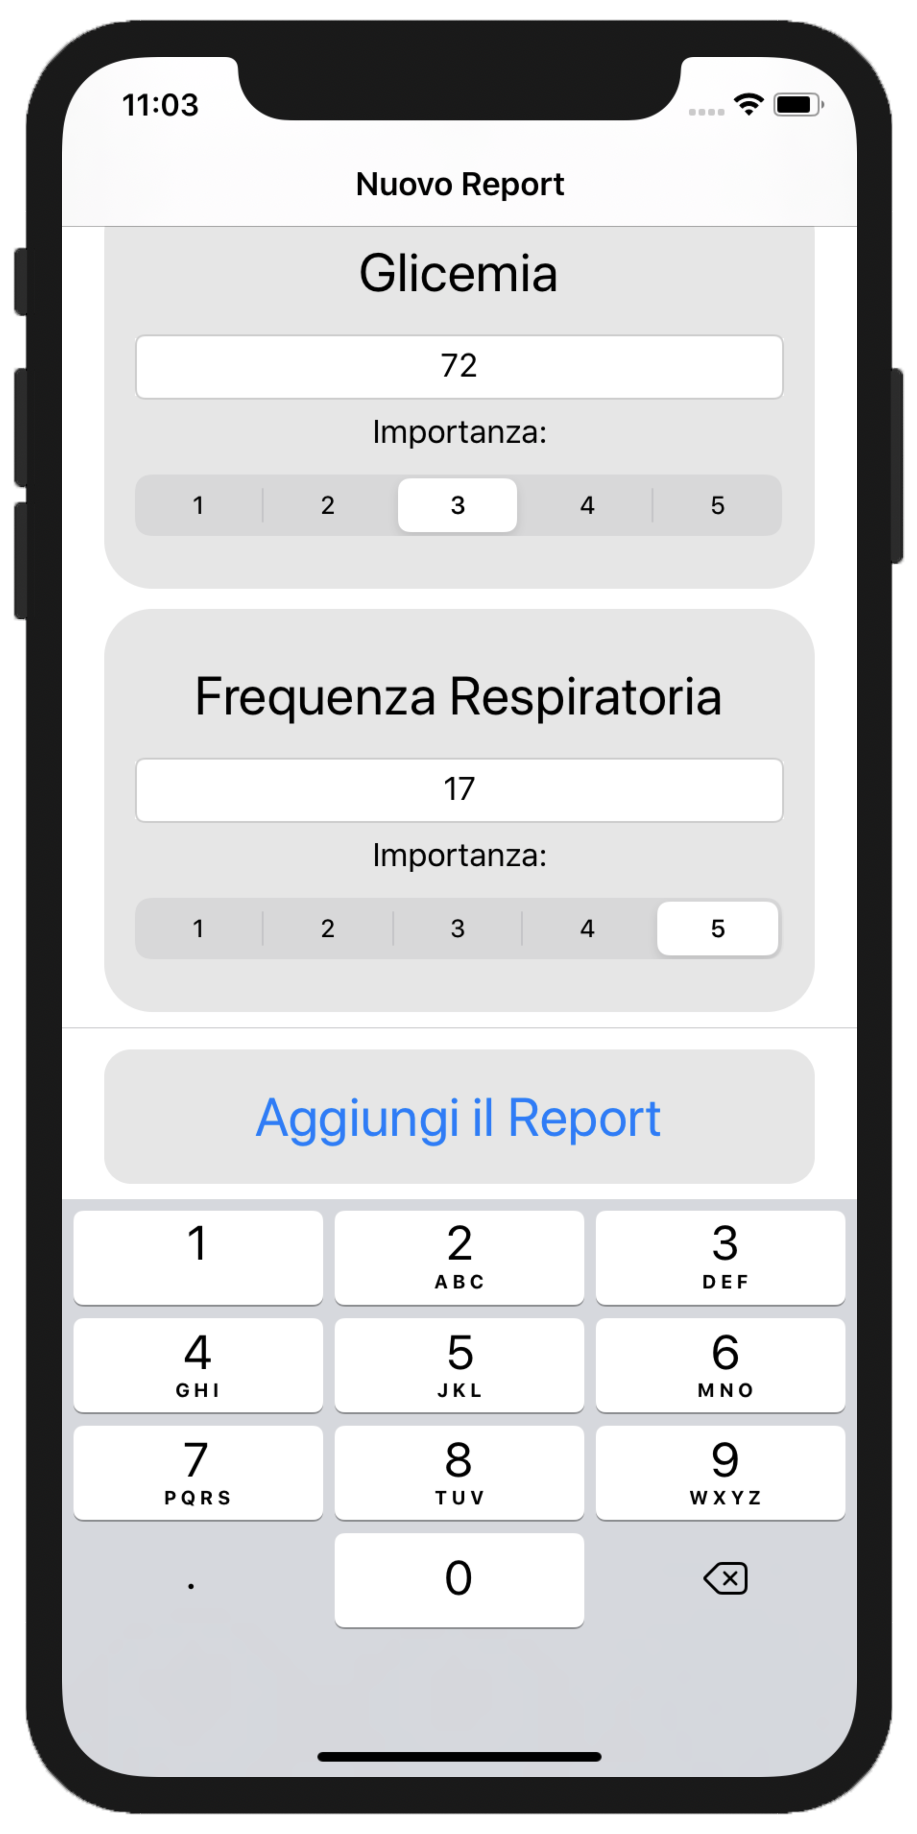 11:03
Nuovo Report
Glicemia
72
Importanza:
1 2 3 4 5
Frequenza Respiratoria
17
Importanza:
1 2 3 4 5
Aggiungi il Report
1 2 3
ABC DEF
4 5 6
GHI JKL MNO
7 8 9
PQRS TUV WXYZ
. 0